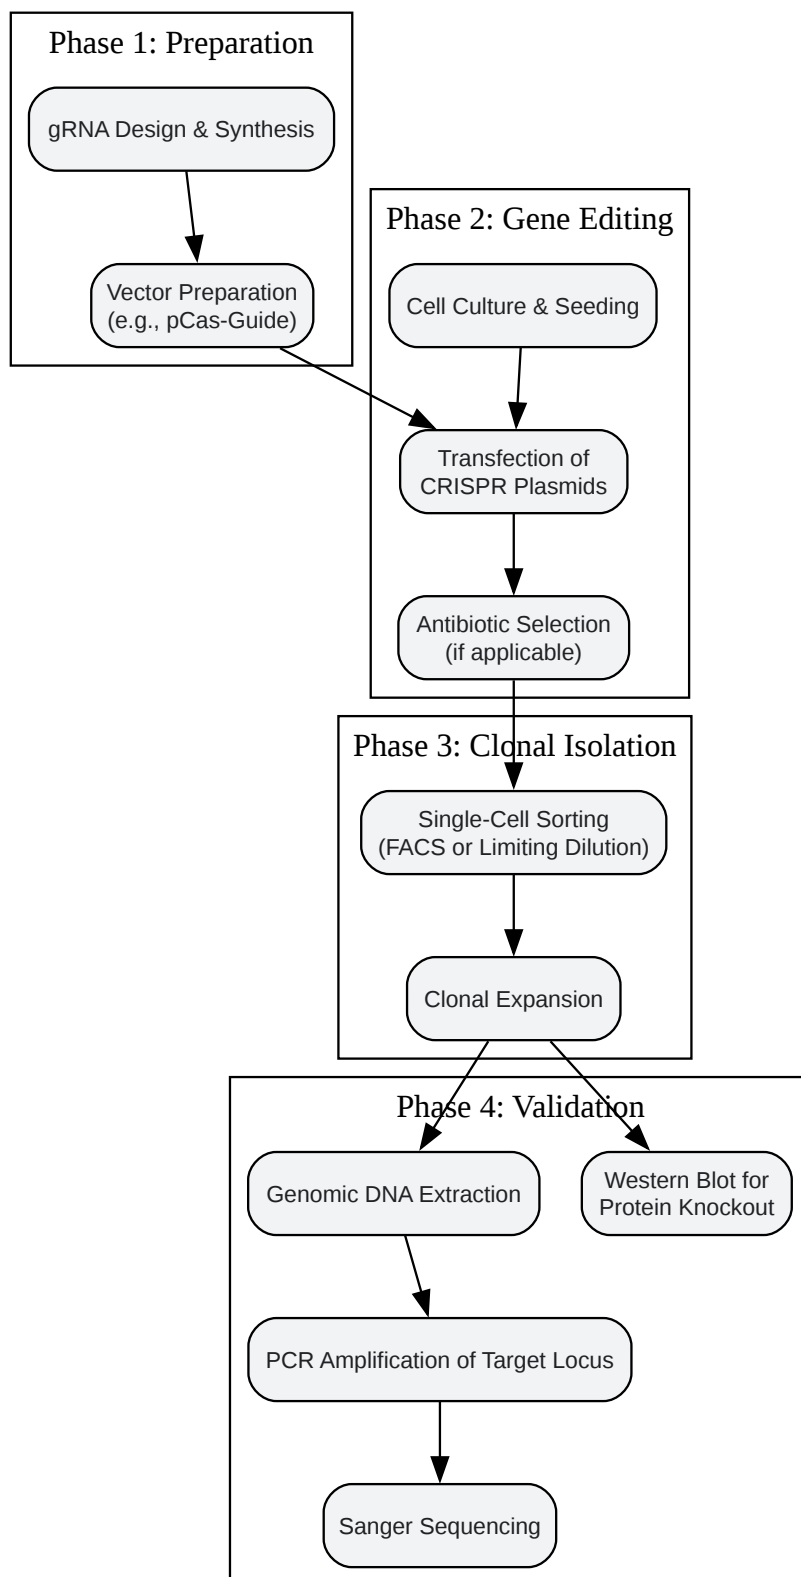 Phase 1: Preparation
gRNA Design & Synthesis
Vector Preparation
(e.g., pCas-Guide)
Phase 2: Gene Editing
Cell Culture & Seeding
Transfection of
CRISPR Plasmids
Antibiotic Selection
(if applicable)
Phase 3: Clonal Isolation
Single-Cell Sorting
(FACS or Limiting Dilution)
Clonal Expansion
Phase 4: Validation
Genomic DNA Extraction
Western Blot for
Protein Knockout
PCR Amplification of Target Locus
Sanger Sequencing